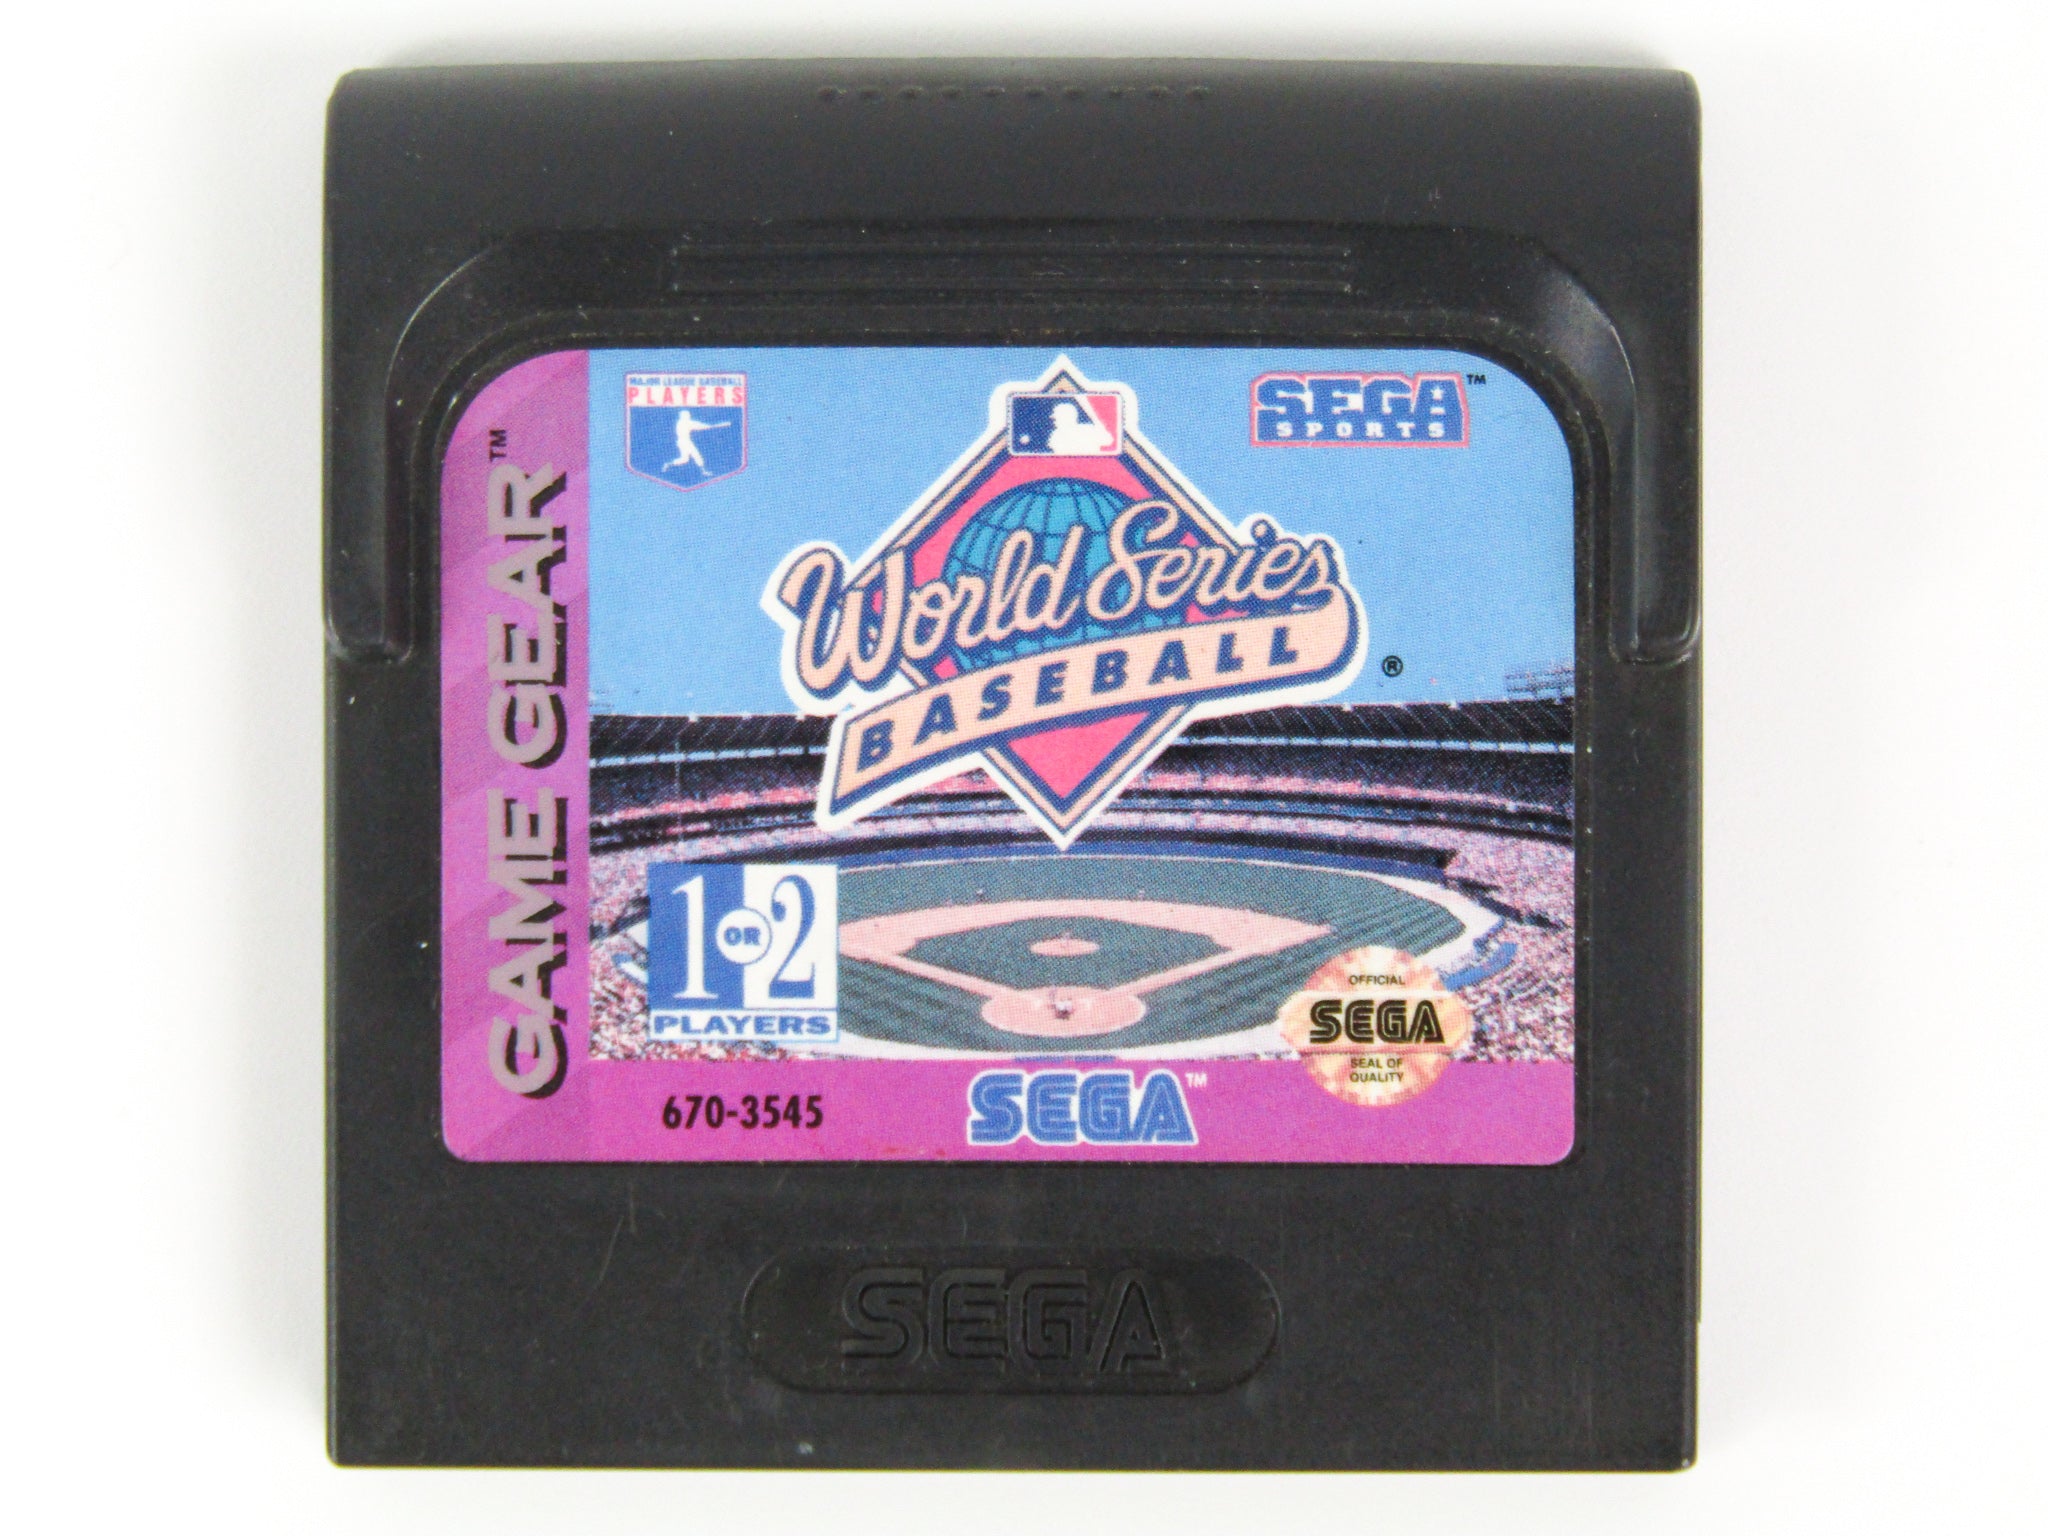 GAME GEAR™
MAJOR LEAGUE BASEBALL
PLAYERS
SEGA™
SPORTS
World Series
BASEBALL
®
1 OR 2
PLAYERS
OFFICIAL
SEGA
SEAL OF
QUALITY
670-3545
SEGA™
SEGA